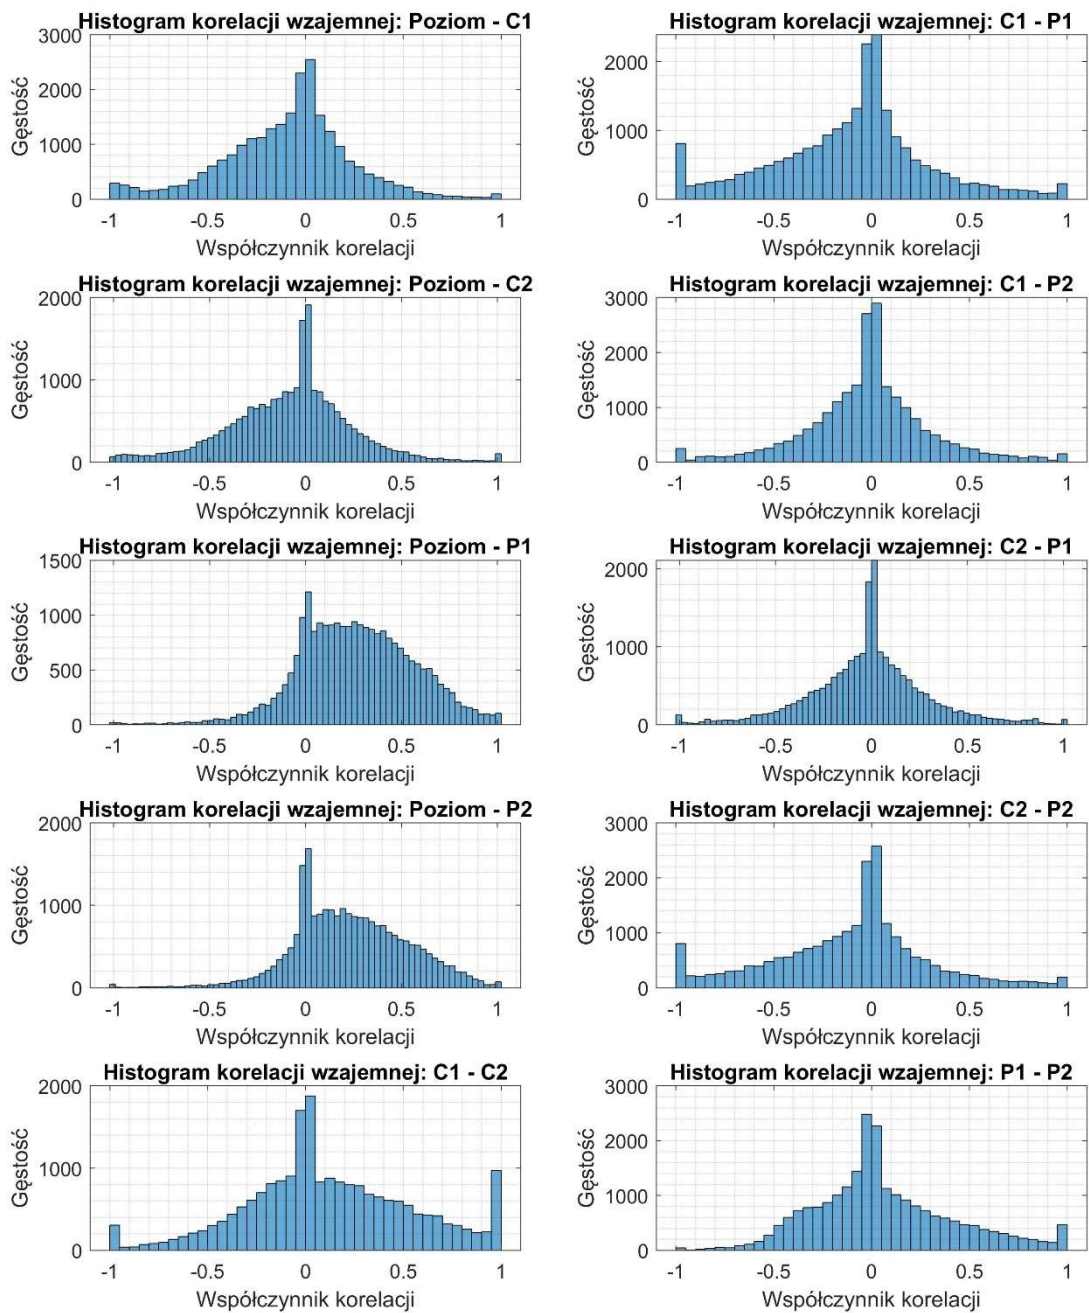 Histogram korelacji wzajemnej: Poziom - C1
3000
2000
1000
0
Gęstość
-1 -0.5 0 0.5 1
Współczynnik korelacji
Histogram korelacji wzajemnej: C1 - P1
2000
1000
0
Gęstość
-1 -0.5 0 0.5 1
Współczynnik korelacji
Histogram korelacji wzajemnej: Poziom - C2
2000
1000
0
Gęstość
-1 -0.5 0 0.5 1
Współczynnik korelacji
Histogram korelacji wzajemnej: C1 - P2
3000
2000
1000
0
Gęstość
-1 -0.5 0 0.5 1
Współczynnik korelacji
Histogram korelacji wzajemnej: Poziom - P1
1500
1000
500
0
Gęstość
-1 -0.5 0 0.5 1
Współczynnik korelacji
Histogram korelacji wzajemnej: C2 - P1
2000
1000
0
Gęstość
-1 -0.5 0 0.5 1
Współczynnik korelacji
Histogram korelacji wzajemnej: Poziom - P2
2000
1000
0
Gęstość
-1 -0.5 0 0.5 1
Współczynnik korelacji
Histogram korelacji wzajemnej: C2 - P2
3000
2000
1000
0
Gęstość
-1 -0.5 0 0.5 1
Współczynnik korelacji
Histogram korelacji wzajemnej: C1 - C2
2000
1000
0
Gęstość
-1 -0.5 0 0.5 1
Współczynnik korelacji
Histogram korelacji wzajemnej: P1 - P2
3000
2000
1000
0
Gęstość
-1 -0.5 0 0.5 1
Współczynnik korelacji